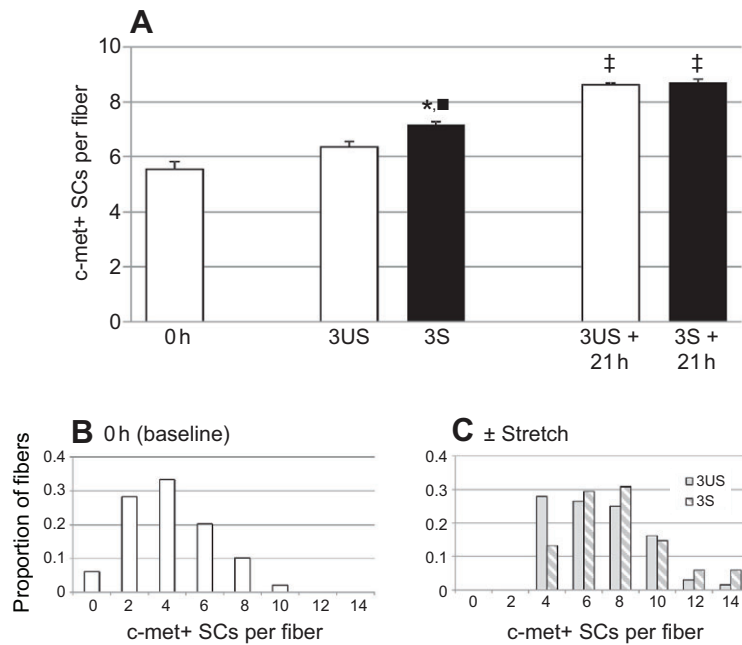 A
c-met+ SCs per fiber
10
8
6
4
2
0
*,■
‡
‡
0 h
3US
3S
3US +
21 h
3S +
21 h
B 0 h (baseline)
Proportion of fibers
0.4
0.3
0.2
0.1
0
0 2 4 6 8 10 12 14
c-met+ SCs per fiber
C ± Stretch
0.4
0.3
0.2
0.1
0
3US
3S
0 2 4 6 8 10 12 14
c-met+ SCs per fiber